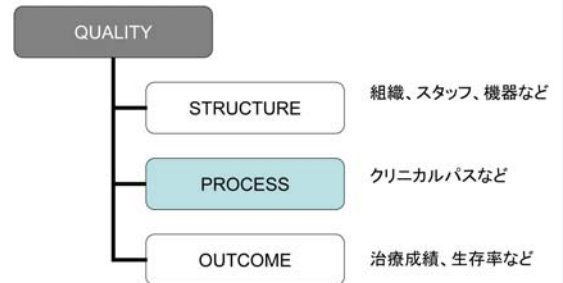 QUALITY
STRUCTURE
組織、スタッフ、機器など
PROCESS
クリニカルパスなど
OUTCOME
治療成績、生存率など